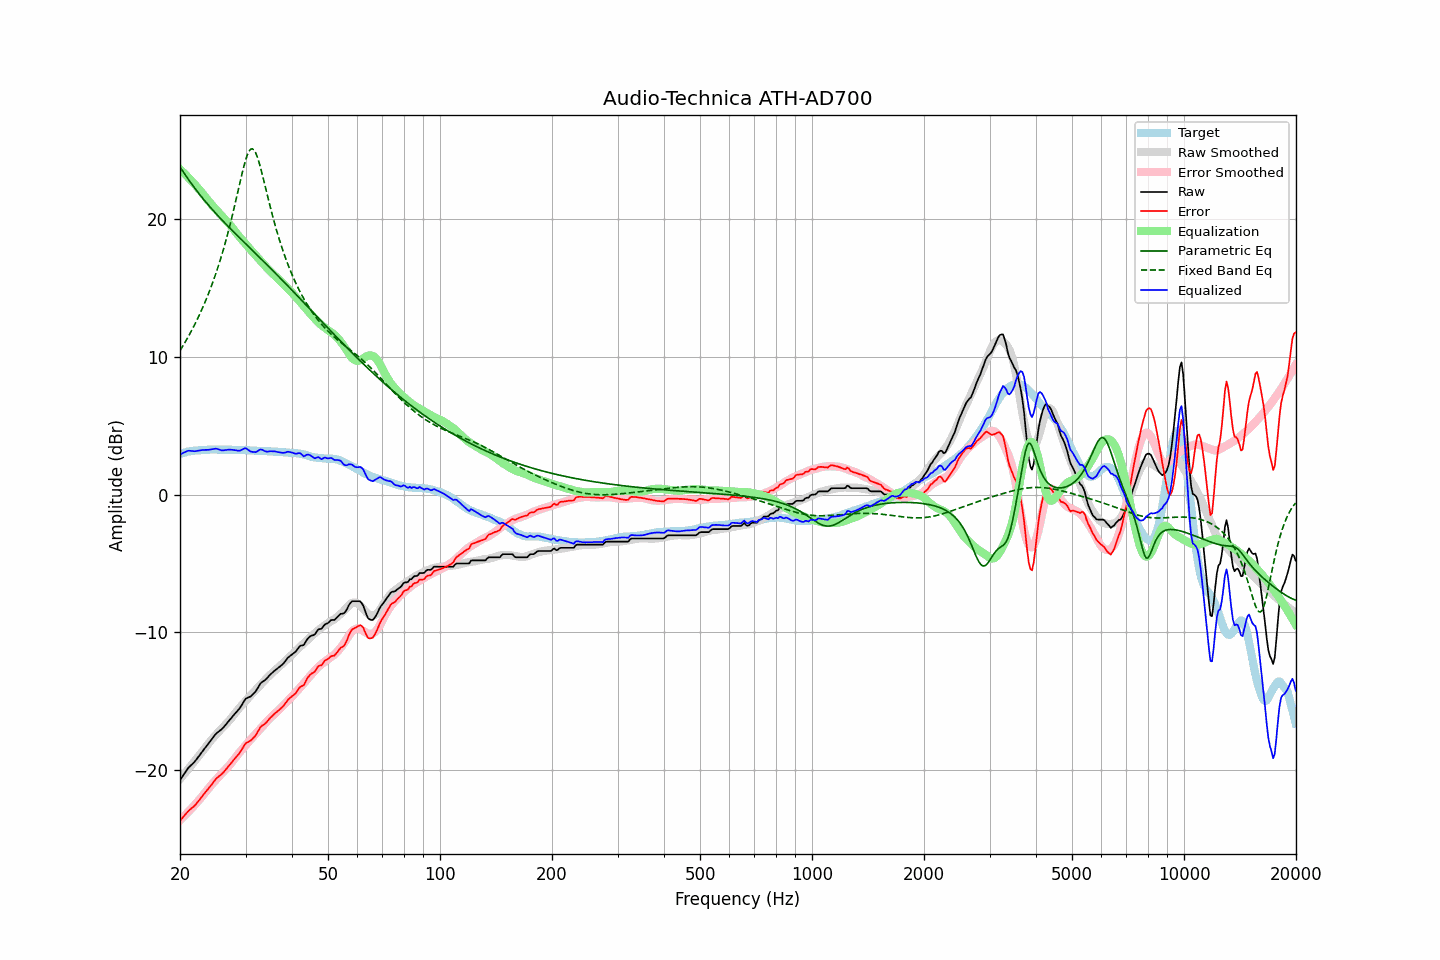 Audio-Technica ATH-AD700
Target
Raw Smoothed
Error Smoothed
Raw
Error
Equalization
Parametric Eq
Fixed Band Eq
Equalized
Amplitude (dBr)
20
10
0
−10
−20
20
50
100
200
500
1000
2000
5000
10000
20000
Frequency (Hz)